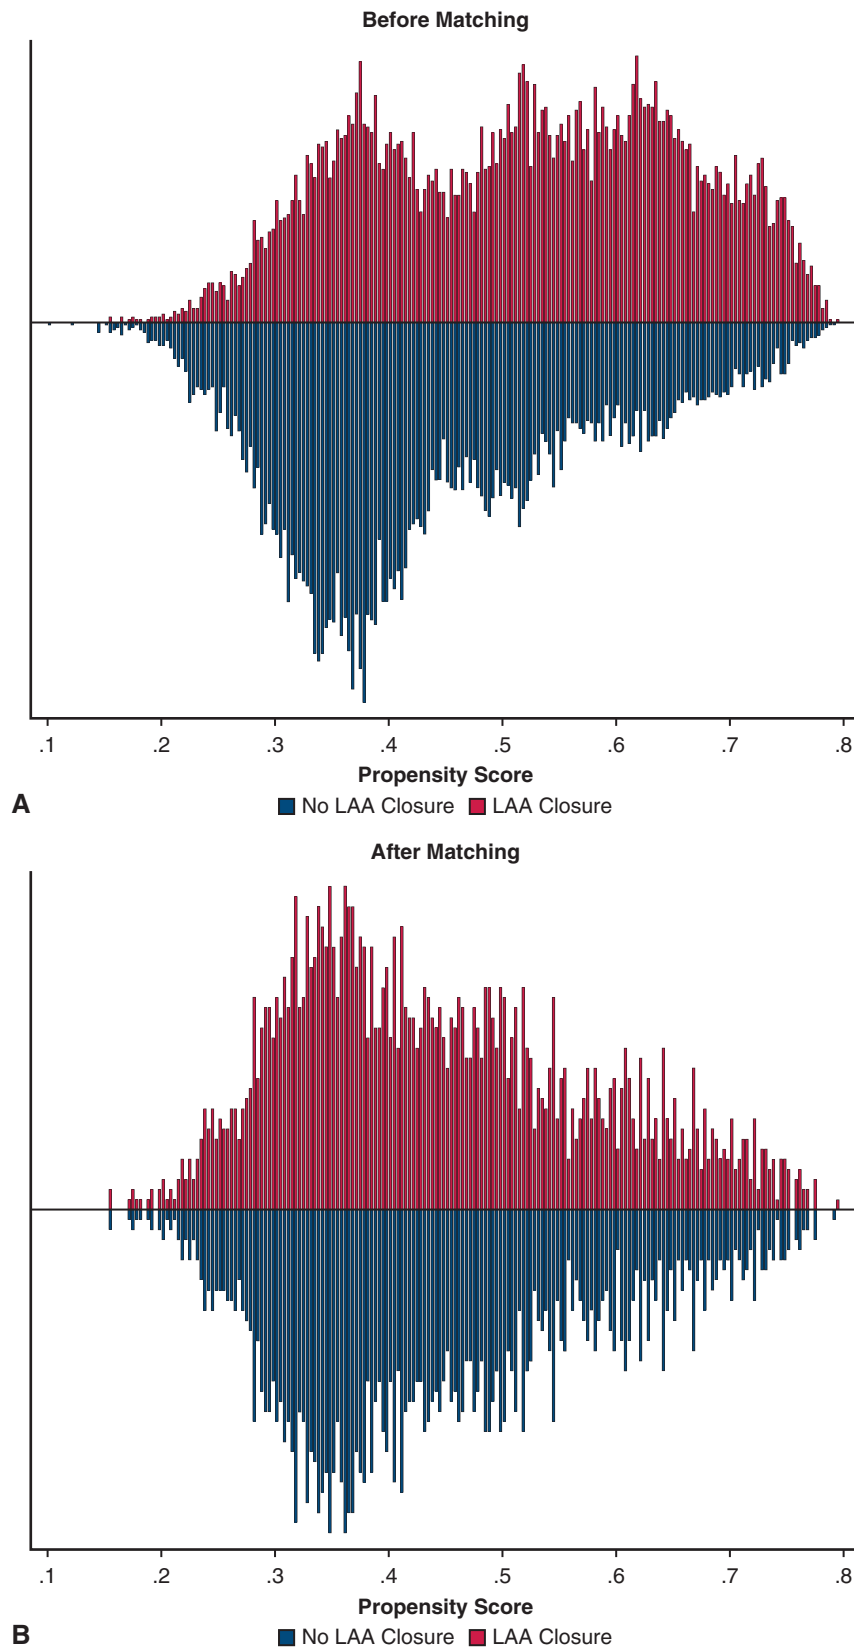 Before Matching
.1 .2 .3 .4 .5 .6 .7 .8
Propensity Score
A
No LAA Closure LAA Closure
After Matching
.1 .2 .3 .4 .5 .6 .7 .8
Propensity Score
B
No LAA Closure LAA Closure